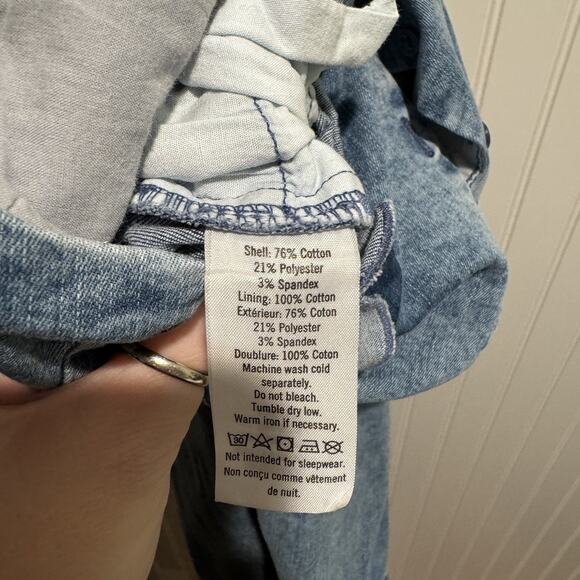 Shell: 76% Cotton
21% Polyester
3% Spandex
Lining: 100% Cotton
Extérieur: 76% Coton
21% Polyester
3% Spandex
Doublure: 100% Coton
Machine wash cold
separately.
Do not bleach.
Tumble dry low.
Warm iron if necessary.
30
Not intended for sleepwear.
Non conçu comme vêtement
de nuit.